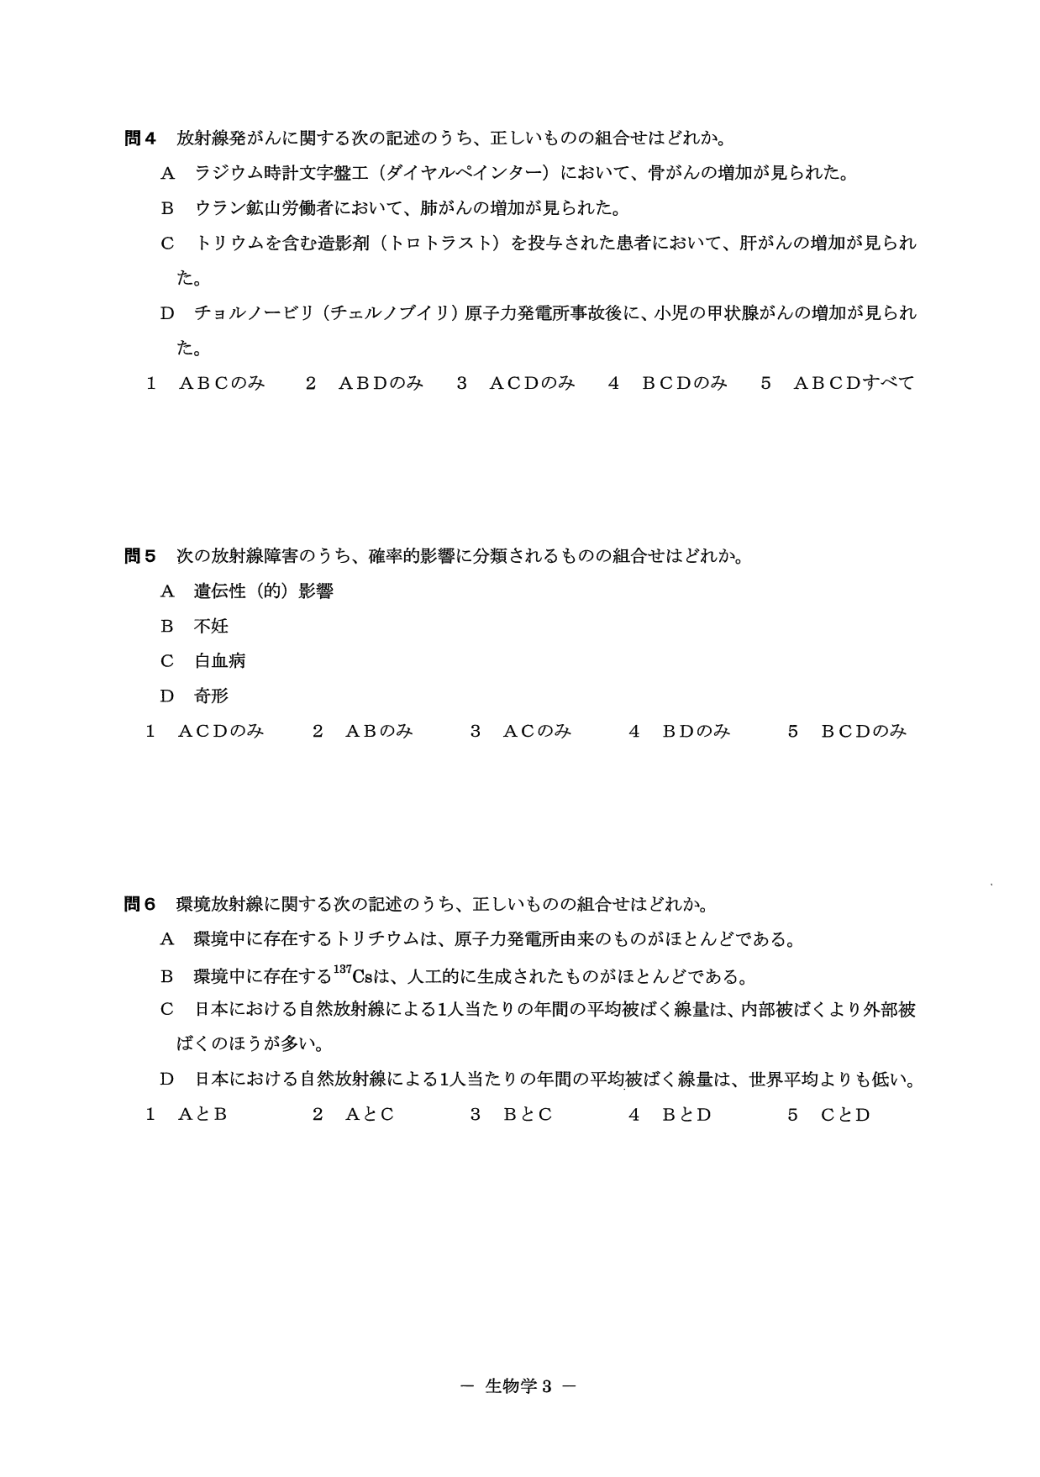 問4　放射線発がんに関する次の記述のうち、正しいものの組合せはどれか。
A　ラジウム時計文字盤工（ダイヤルペインター）において、骨がんの増加が見られた。
B　ウラン鉱山労働者において、肺がんの増加が見られた。
C　トリウムを含む造影剤（トロトラスト）を投与された患者において、肝がんの増加が見られ
た。
D　チョルノービリ（チェルノブイリ）原子力発電所事故後に、小児の甲状腺がんの増加が見られ
た。
1　ABCのみ　2　ABDのみ　3　ACDのみ　4　BCDのみ　5　ABCDすべて
問5　次の放射線障害のうち、確率的影響に分類されるものの組合せはどれか。
A　遺伝性（的）影響
B　不妊
C　白血病
D　奇形
1　ACDのみ　2　ABのみ　3　ACのみ　4　BDのみ　5　BCDのみ
問6　環境放射線に関する次の記述のうち、正しいものの組合せはどれか。
A　環境中に存在するトリチウムは、原子力発電所由来のものがほとんどである。
B　環境中に存在する¹³⁷Csは、人工的に生成されたものがほとんどである。
C　日本における自然放射線による1人当たりの年間の平均被ばく線量は、内部被ばくより外部被
ばくのほうが多い。
D　日本における自然放射線による1人当たりの年間の平均被ばく線量は、世界平均よりも低い。
1　AとB　2　AとC　3　BとC　4　BとD　5　CとD
－ 生物学 3 －